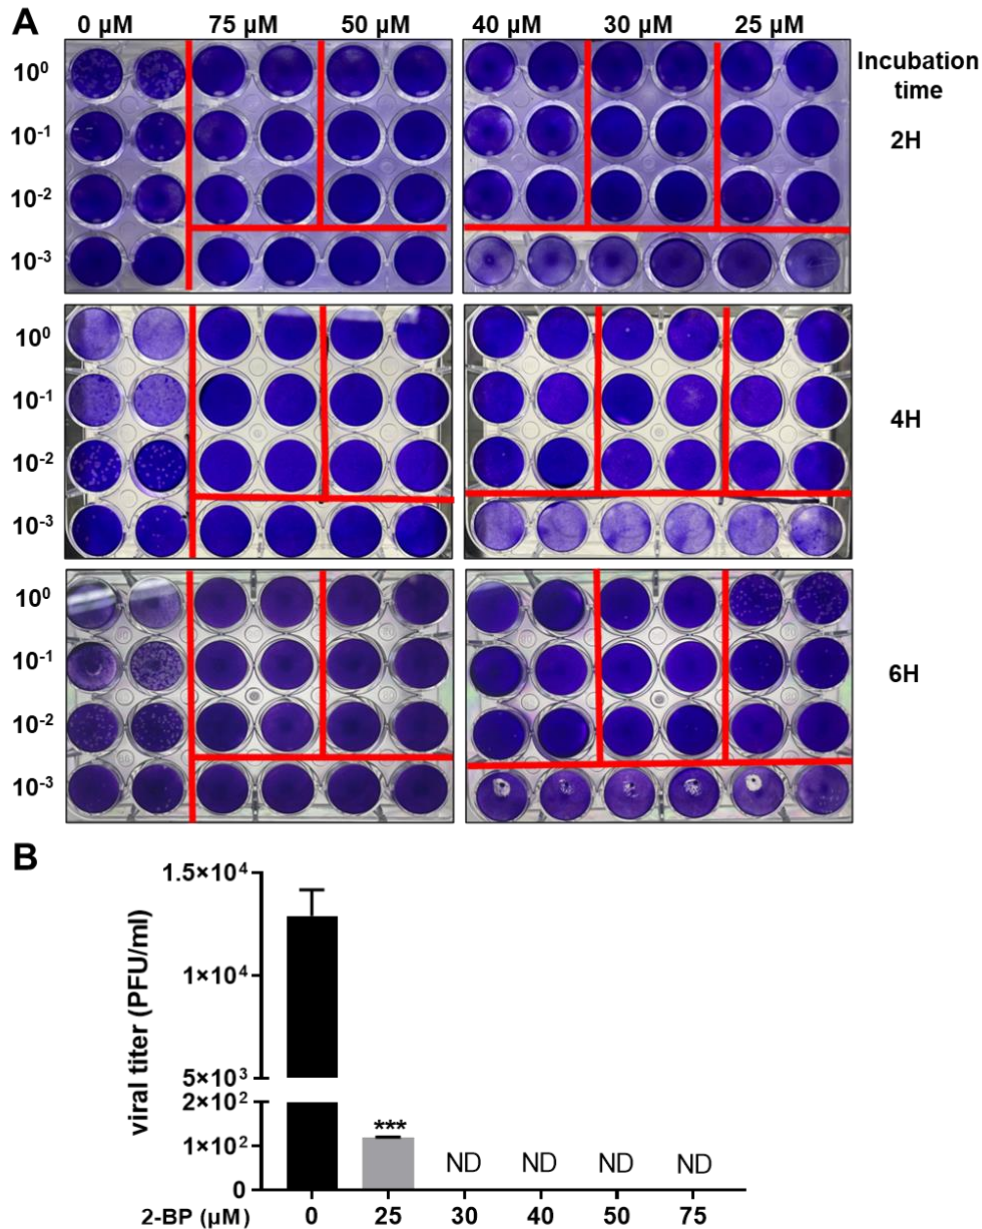 A
0 µM 75 µM 50 µM 40 µM 30 µM 25 µM
Incubation
time
10⁰
10⁻¹
10⁻²
10⁻³
2H
10⁰
10⁻¹
10⁻²
10⁻³
4H
10⁰
10⁻¹
10⁻²
10⁻³
6H
B
viral titer (PFU/ml)
1.5×10⁴
1×10⁴
5×10³
2×10²
1×10²
0
***
ND ND ND ND
2-BP (µM) 0 25 30 40 50 75